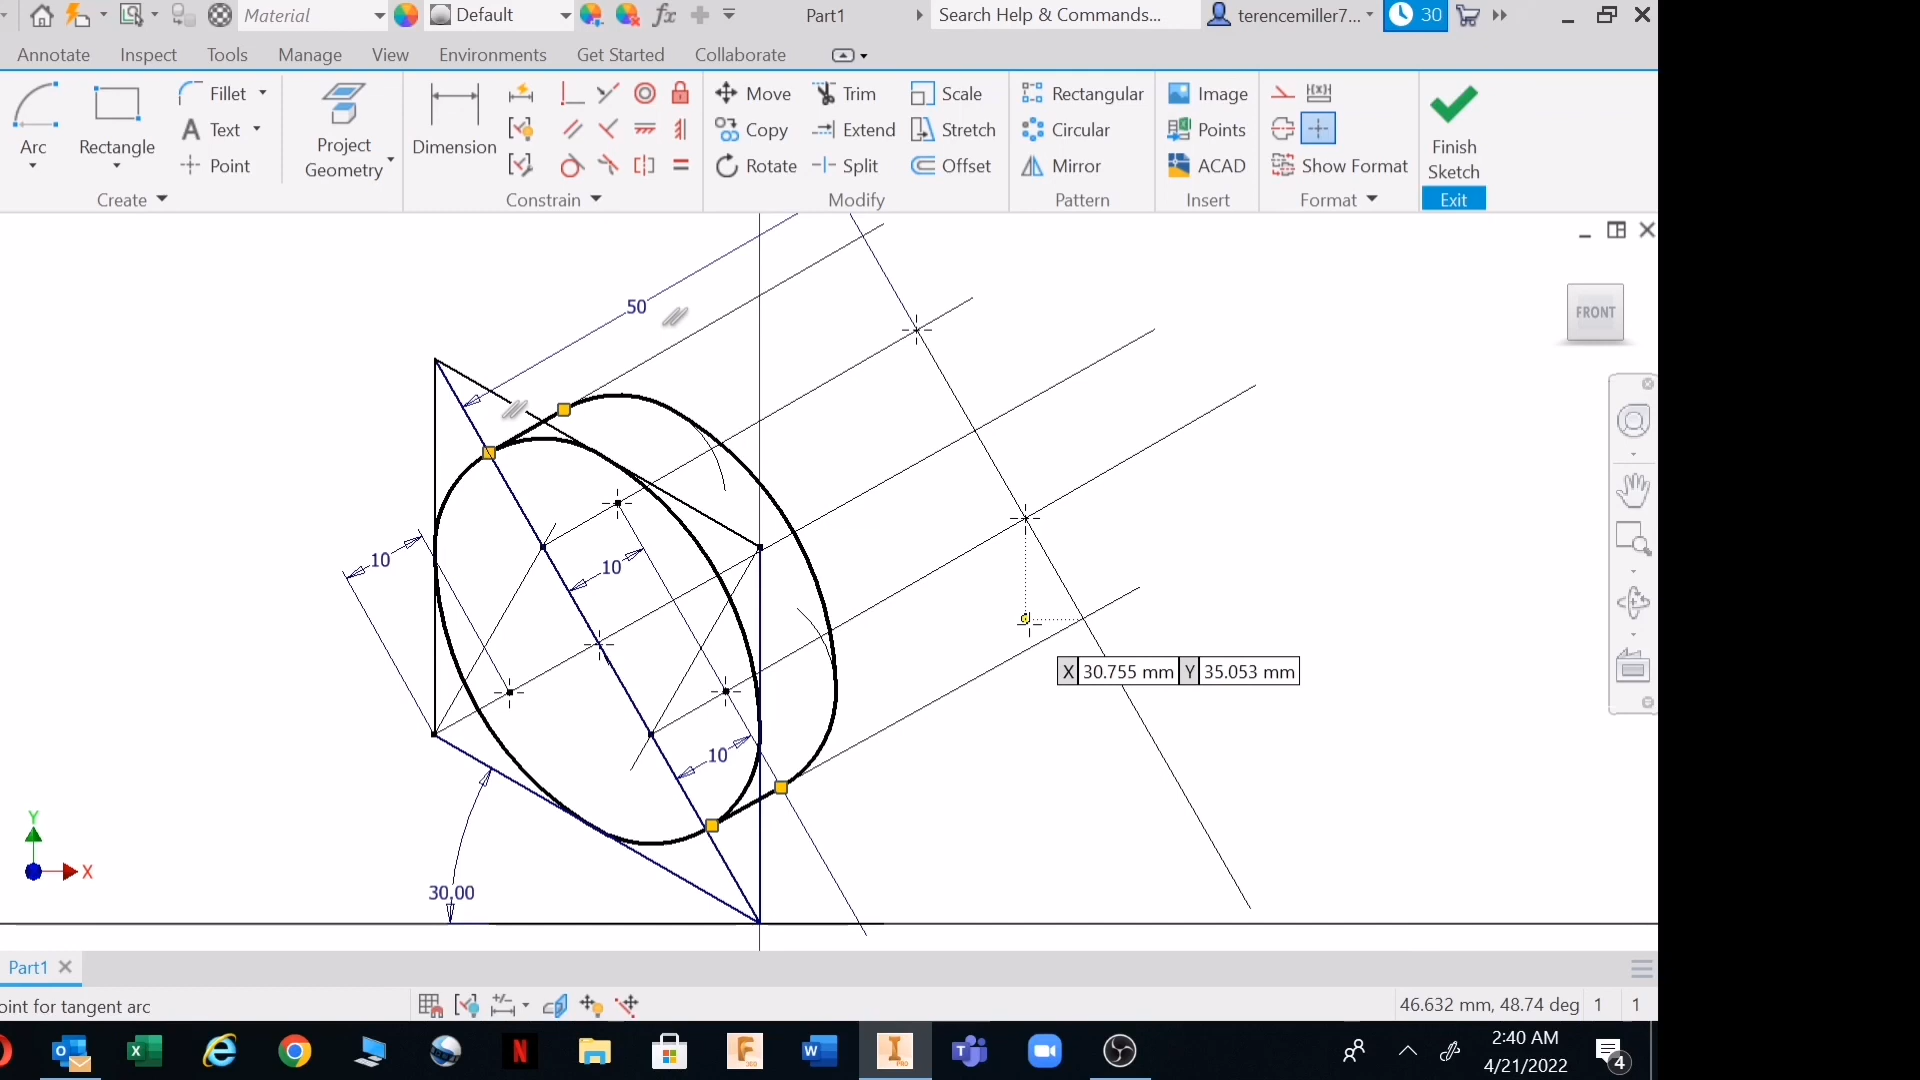 Material
Default
Part1
Search Help & Commands...
terencemiller7...
30
Annotate Inspect Tools Manage View Environments Get Started Collaborate
Arc
Rectangle
Fillet
Text
Point
Project
Geometry
Dimension
Move
Copy
Rotate
Trim
Extend
Split
Scale
Stretch
Offset
Rectangular
Circular
Mirror
Image
Points
ACAD
Show Format
Finish
Sketch
Create
Constrain
Modify
Pattern
Insert
Format
Exit
FRONT
50
10
10
10
30.00
X 30.755 mm Y 35.053 mm
Y
X
Part1
oint for tangent arc
46.632 mm, 48.74 deg 1 1
2:40 AM
4/21/2022
4